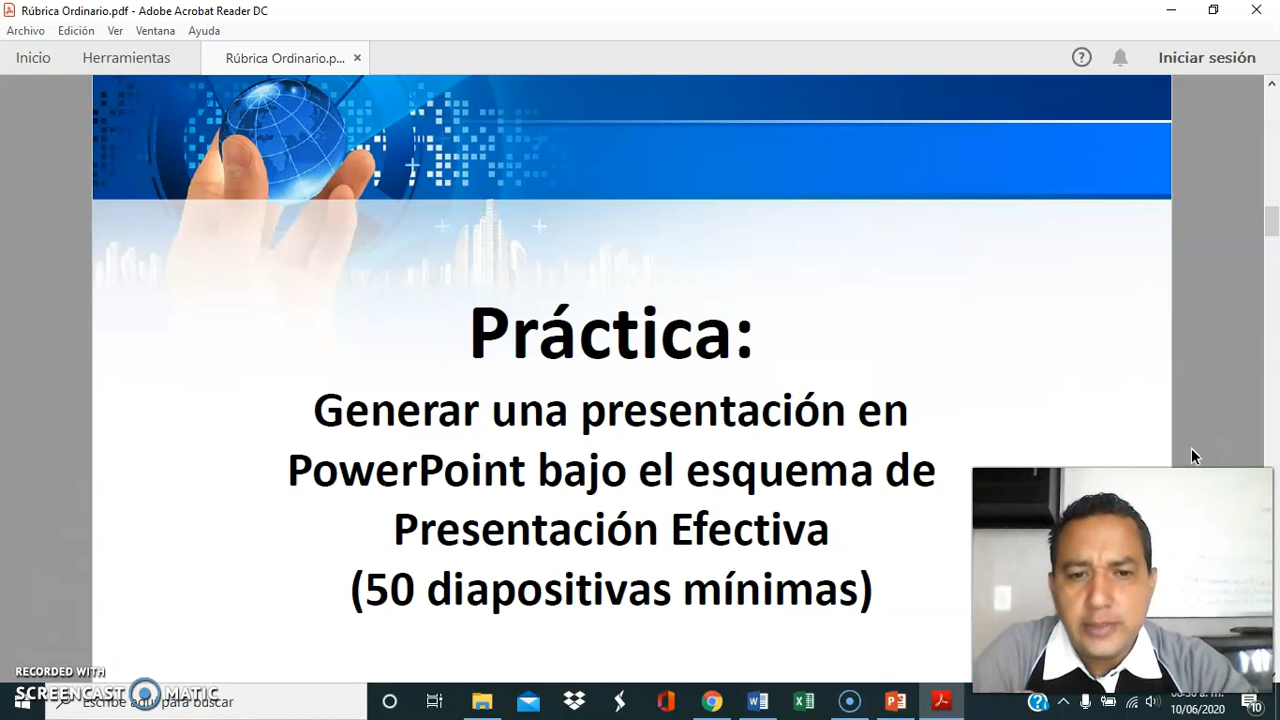 Rúbrica Ordinario.pdf - Adobe Acrobat Reader DC
Archivo Edición Ver Ventana Ayuda
Inicio Herramientas Rúbrica Ordinario.p... × Iniciar sesión
Práctica:
Generar una presentación en
PowerPoint bajo el esquema de
Presentación Efectiva
(50 diapositivas mínimas)
RECORDED WITH
SCREENCAST MATIC
Escribe aquí para buscar
10/06/2020
10